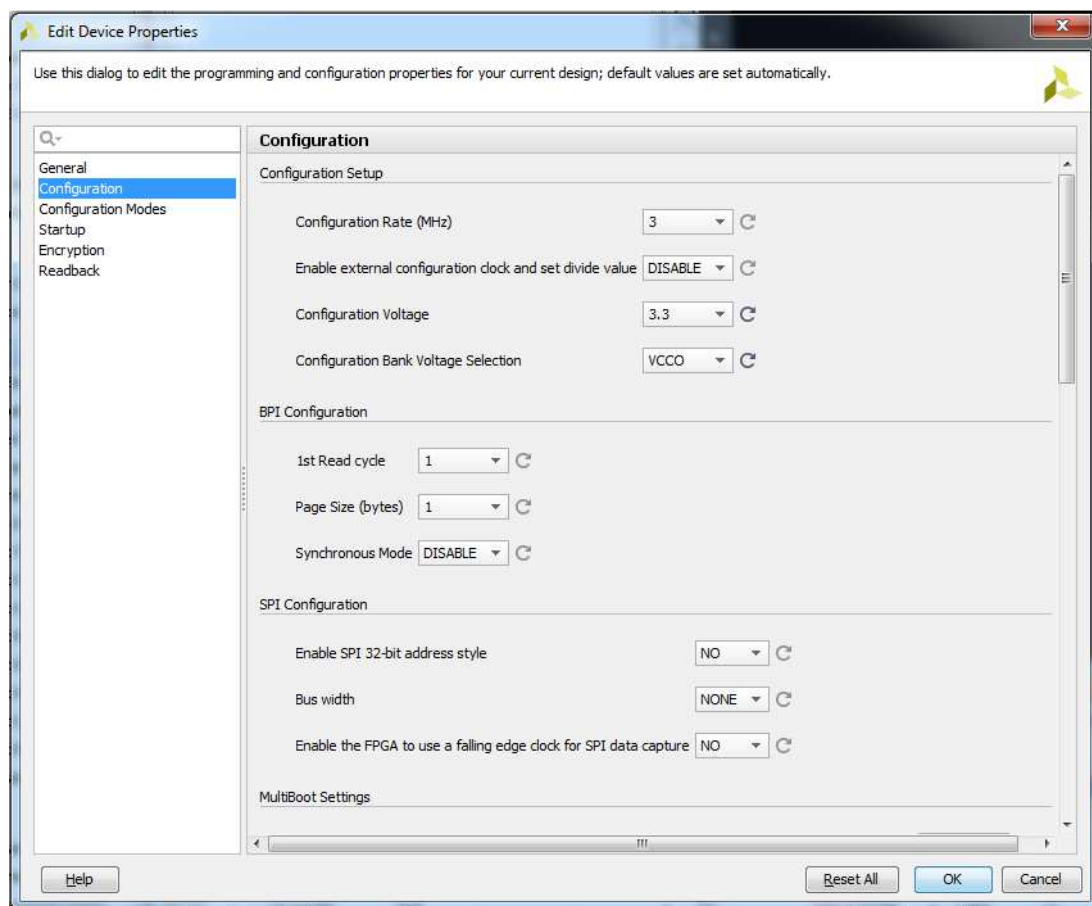 Edit Device Properties
Use this dialog to edit the programming and configuration properties for your current design; default values are set automatically.
General
Configuration
Configuration Modes
Startup
Encryption
Readback
Configuration
Configuration Setup
Configuration Rate (MHz) 3
Enable external configuration clock and set divide value DISABLE
Configuration Voltage 3.3
Configuration Bank Voltage Selection VCCO
BPI Configuration
1st Read cycle 1
Page Size (bytes) 1
Synchronous Mode DISABLE
SPI Configuration
Enable SPI 32-bit address style NO
Bus width NONE
Enable the FPGA to use a falling edge clock for SPI data capture NO
MultiBoot Settings
Help Reset All OK Cancel